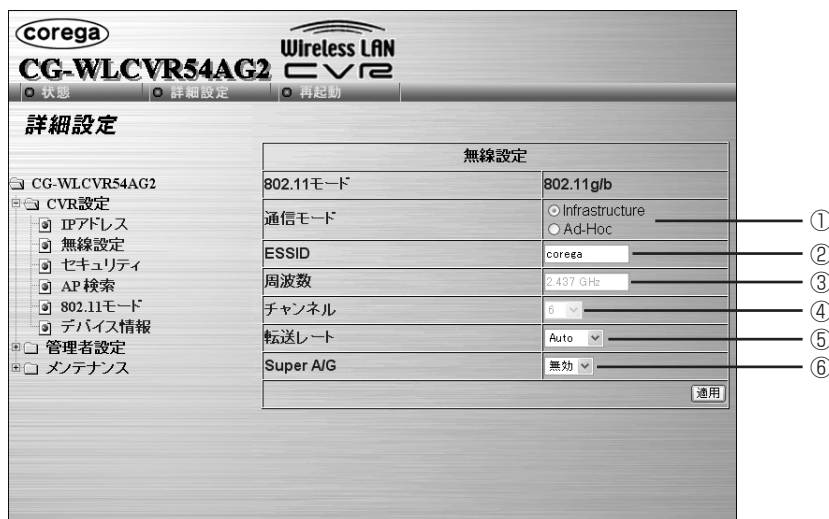 corega
Wireless LAN
CG-WLCVR54AG2 CVR
状態 詳細設定 再起動
詳細設定
CG-WLCVR54AG2
CVR設定
IPアドレス
無線設定
セキュリティ
AP検索
802.11モード
デバイス情報
管理者設定
メンテナンス
無線設定
802.11モード 802.11g/b
通信モード Infrastructure ①
Ad-Hoc
ESSID corega ②
周波数 2.437 GHz ③
チャンネル 6 ④
転送レート Auto ⑤
Super A/G 無効 ⑥
適用